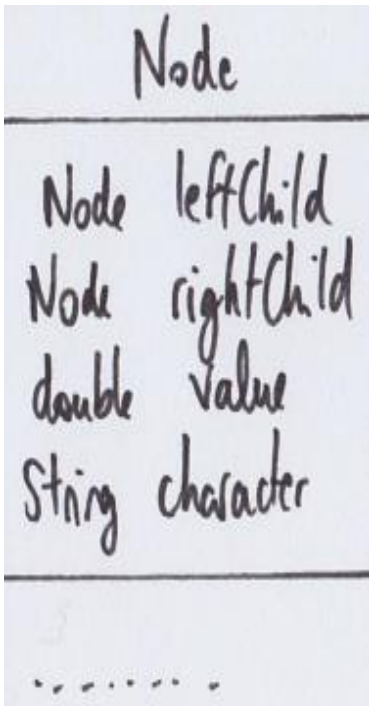 Node
Node leftChild
Node rightChild
double value
String character
.........